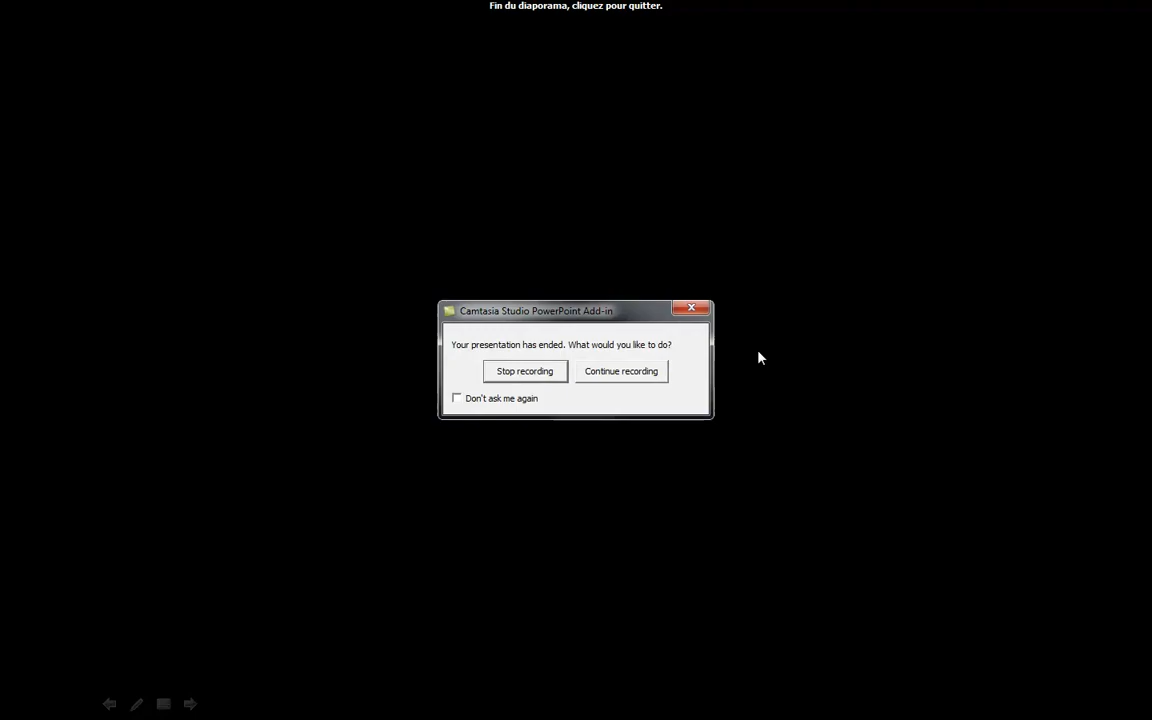 Fin du diaporama, cliquez pour quitter.
Camtasia Studio PowerPoint Add-in
Your presentation has ended. What would you like to do?
Stop recording
Continue recording
Don't ask me again